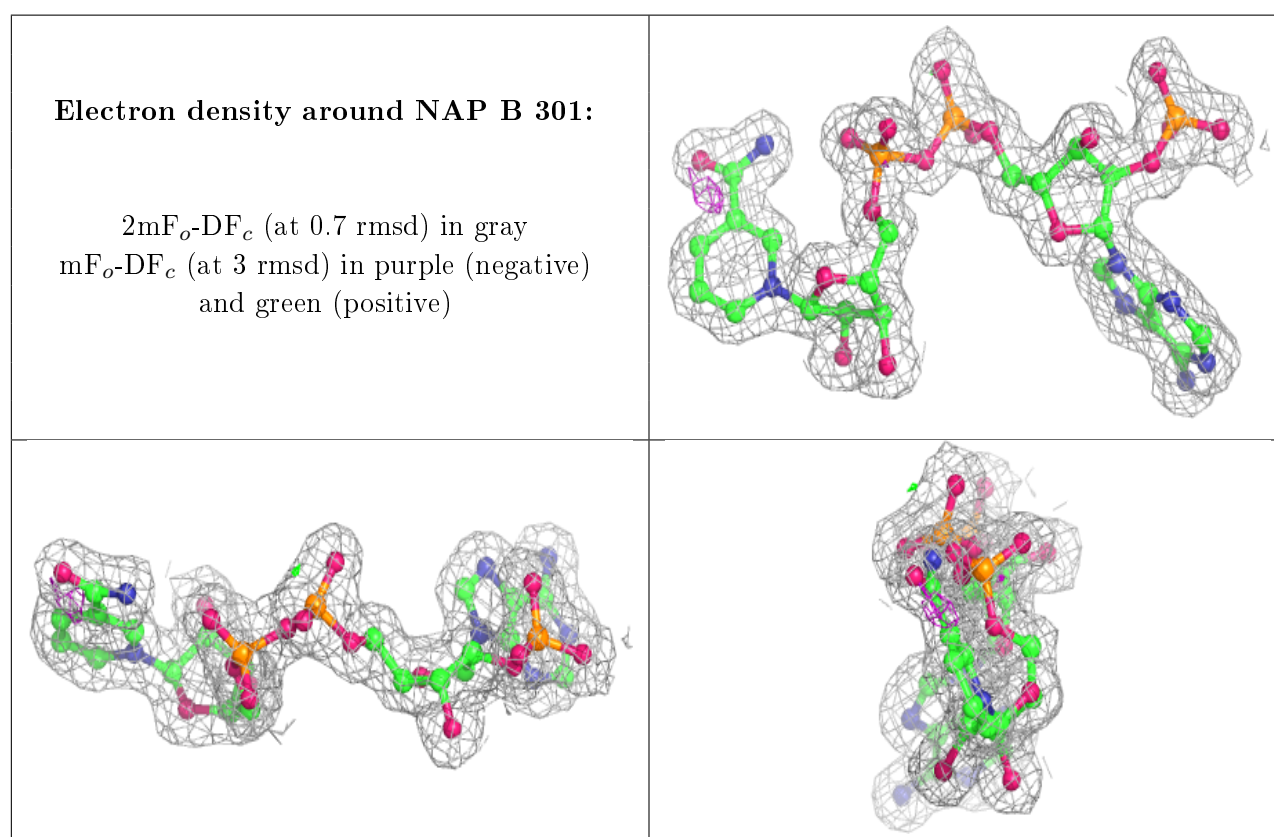 Electron density around NAP B 301:
2mFo-DFc (at 0.7 rmsd) in gray
mFo-DFc (at 3 rmsd) in purple (negative)
and green (positive)